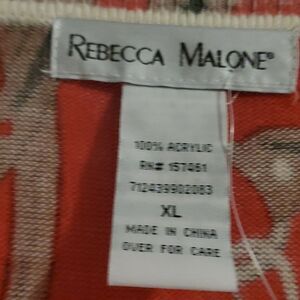 REBECCA MALONE®
100% ACRYLIC
RN# 157461
712439902083
XL
MADE IN CHINA
OVER FOR CARE